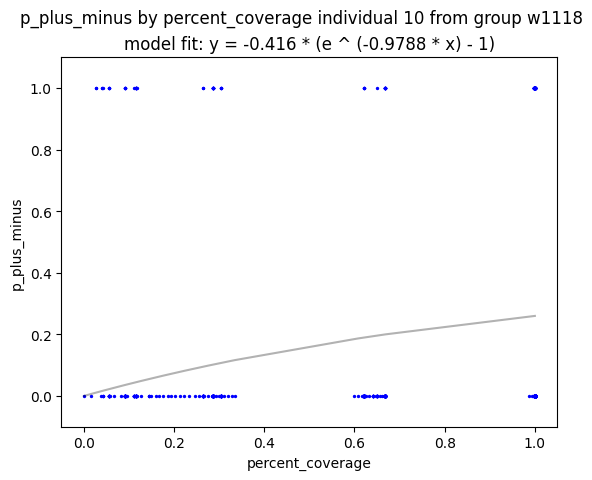 p_plus_minus by percent_coverage individual 10 from group w1118
model fit: y = -0.416 * (e ^ (-0.9788 * x) - 1)
1.0
0.8
0.6
0.4
0.2
0.0
p_plus_minus
0.0 0.2 0.4 0.6 0.8 1.0
percent_coverage